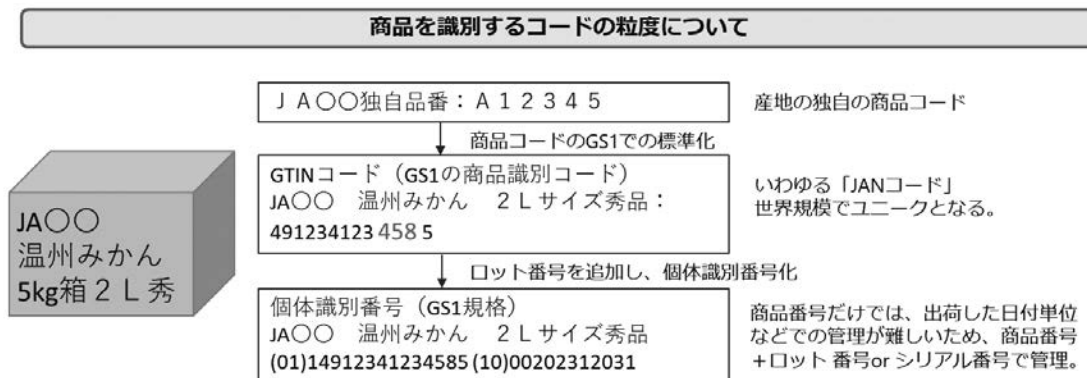 商品を識別するコードの粒度について
JA○○独自品番：A12345
産地の独自の商品コード
商品コードのGS1での標準化
GTINコード（GS1の商品識別コード）
JA○○　温州みかん　２Lサイズ秀品：
491234123 458 5
いわゆる「JANコード」
世界規模でユニークとなる。
JA○○
温州みかん
5kg箱２L秀
ロット番号を追加し、個体識別番号化
個体識別番号（GS1規格）
JA○○　温州みかん　２Lサイズ秀品
(01)14912341234585 (10)00202312031
商品番号だけでは、出荷した日付単位
などでの管理が難しいため、商品番号
＋ロット 番号or シリアル番号で管理。